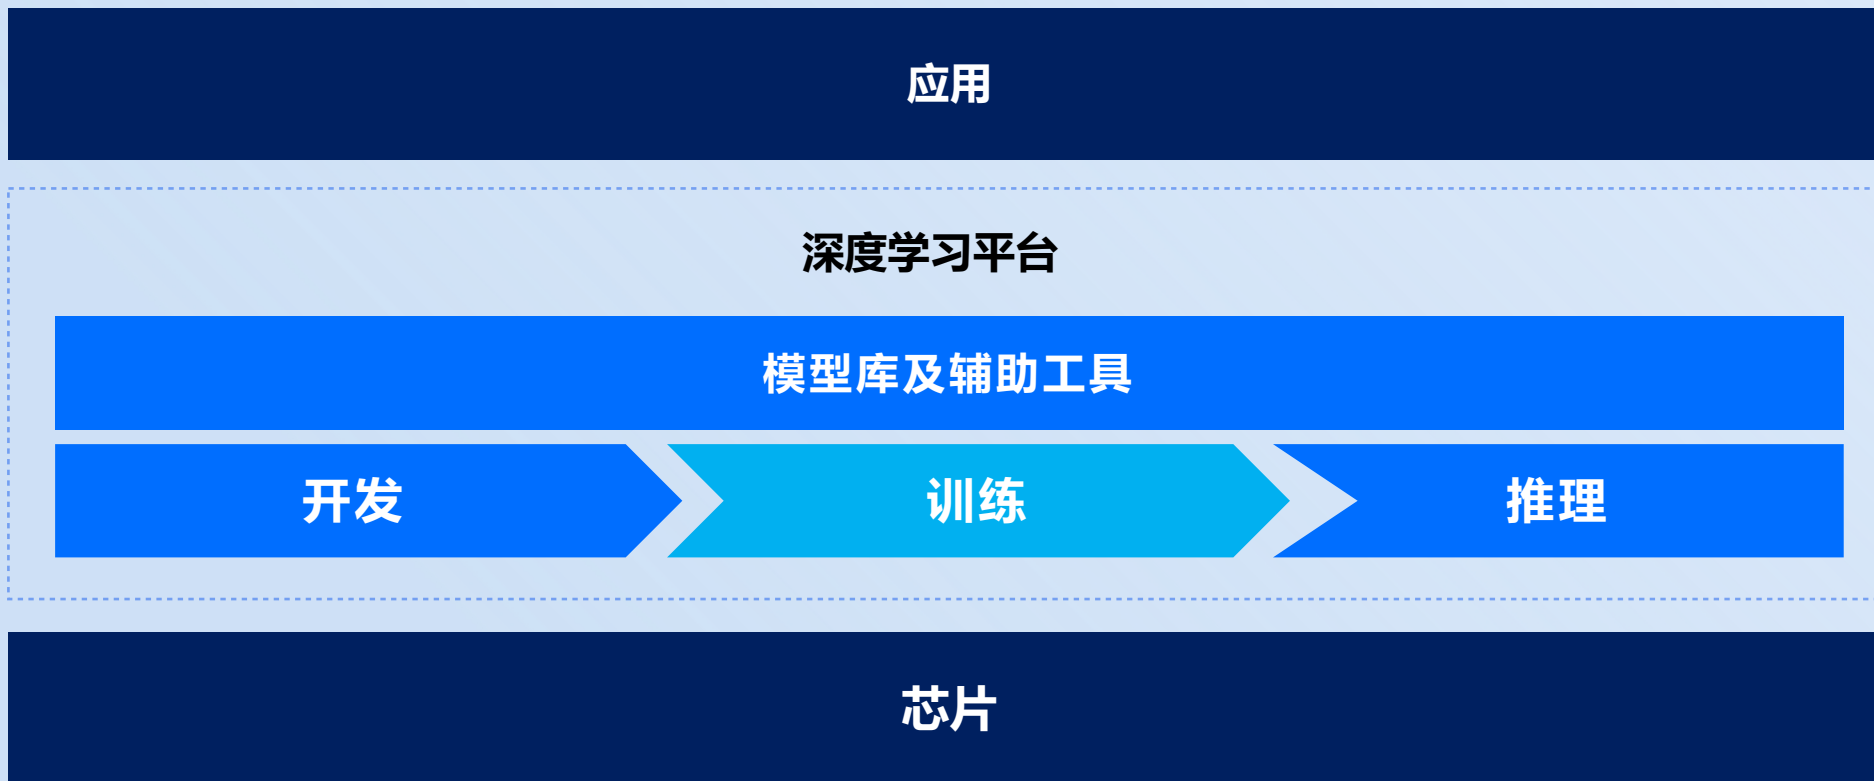 应用
深度学习平台
模型库及辅助工具
开发
训练
推理
芯片